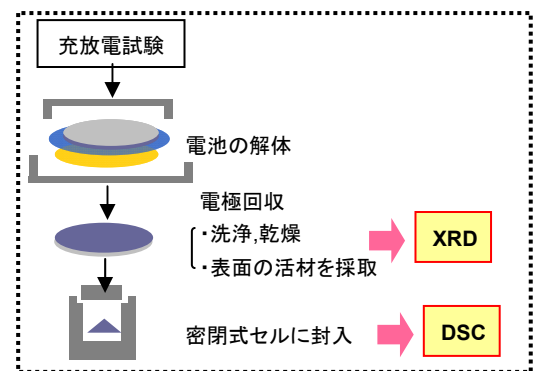 充放電試験
電池の解体
電極回収
・洗浄,乾燥
・表面の活材を採取
XRD
密閉式セルに封入
DSC